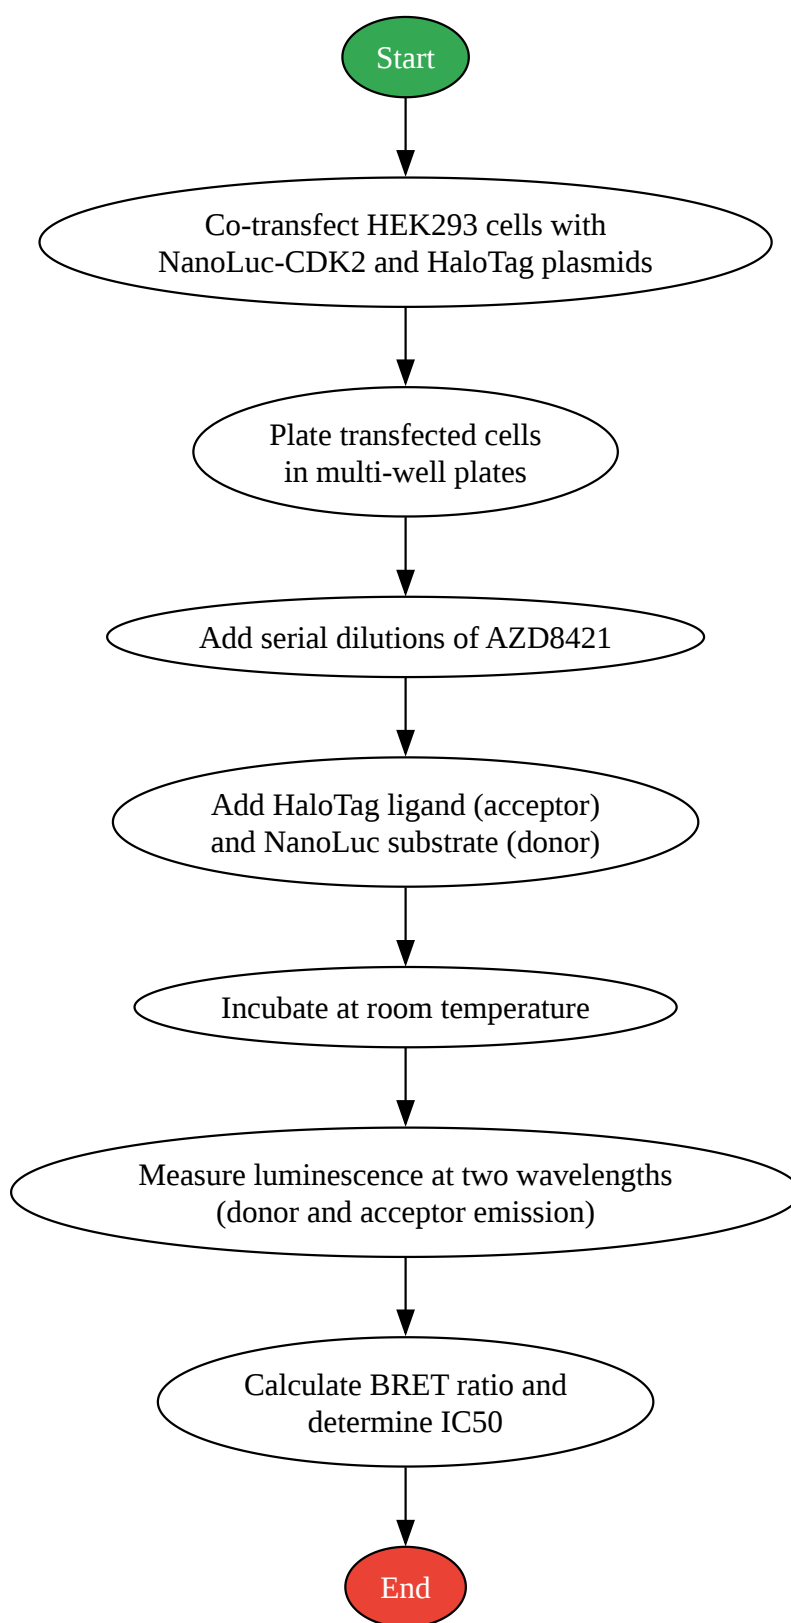 Start
Co-transfect HEK293 cells with
NanoLuc-CDK2 and HaloTag plasmids
Plate transfected cells
in multi-well plates
Add serial dilutions of AZD8421
Add HaloTag ligand (acceptor)
and NanoLuc substrate (donor)
Incubate at room temperature
Measure luminescence at two wavelengths
(donor and acceptor emission)
Calculate BRET ratio and
determine IC50
End